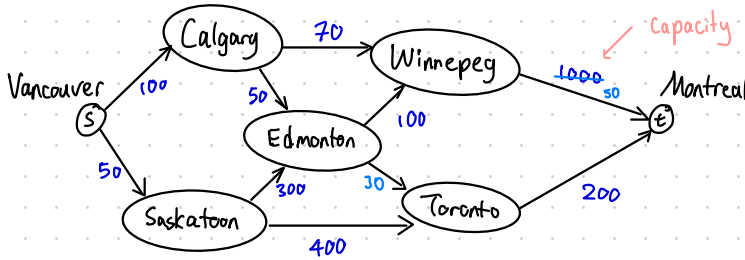 Calgary
70
Winnepeg
Capacity
1000
50
Vancouver
100
50
Montreal
S
Edmonton
100
t
50
300
30
Saskatoon
Toronto
200
400